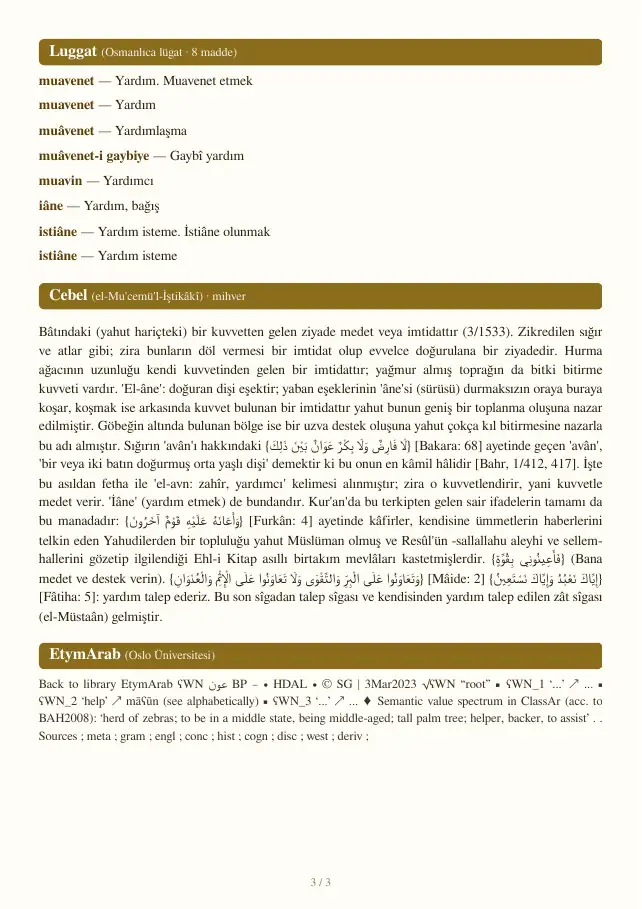 Luggat (Osmanlıca lügat · 8 madde)
muavenet — Yardım. Muavenet etmek
muavenet — Yardım
muâvenet — Yardımlaşma
muâvenet-i gaybiye — Gaybî yardım
muavin — Yardımcı
iâne — Yardım, bağış
istiâne — Yardım isteme. İstiâne olunmak
istiâne — Yardım isteme
Cebel (el-Mu'cemü'l-İştikâkî) · mihver
Bâtındaki (yahut hariçteki) bir kuvvetten gelen ziyade medet veya imtidattır (3/1533). Zikredilen sığır
ve atlar gibi; zira bunların döl vermesi bir imtidat olup evvelce doğurulana bir ziyadedir. Hurma
ağacının uzunluğu kendi kuvvetinden gelen bir imtidattır; yağmur almış toprağın da bitki bitirme
kuvveti vardır. 'El-âne': doğuran dişi eşektir; yaban eşeklerinin 'âne'si (sürüsü) durmaksızın oraya buraya
koşar, koşmak ise arkasında kuvvet bulunan bir imtidattır yahut bunun geniş bir toplanma oluşuna nazar
edilmiştir. Göbeğin altında bulunan bölge ise bir uzva destek oluşuna yahut çokça kıl bitirmesine nazarla
bu adı almıştır. Sığırın 'avân'ı hakkındaki {لَا فَارِضٌ وَلَا بِكْرٌ عَوَانٌ بَيْنَ ذَلِكَ} [Bakara: 68] ayetinde geçen 'avân',
'bir veya iki batın doğurmuş orta yaşlı dişi' demektir ki bu onun en kâmil hâlidir [Bahr, 1/412, 417]. İşte
bu asıldan fetha ile 'el-avn: zahîr, yardımcı' kelimesi alınmıştır; zira o kuvvetlendirir, yani kuvvetle
medet verir. 'İâne' (yardım etmek) de bundandır. Kur'an'da bu terkipten gelen sair ifadelerin tamamı da
bu manadadır: {وَأَعَانَهُ عَلَيْهِ قَوْمٌ آخَرُونَ} [Furkân: 4] ayetinde kâfirler, kendisine ümmetlerin haberlerini
telkin eden Yahudilerden bir topluluğu yahut Müslüman olmuş ve Resûl'ün -sallallahu aleyhi ve sellem-
hallerini gözetip ilgilendiği Ehl-i Kitap asıllı birtakım mevlâları kastetmişlerdir. {فَأَعِينُونِي بِقُوَّةٍ} (Bana
medet ve destek verin). {وَتَعَاوَنُوا عَلَى الْبِرِّ وَالتَّقْوَى وَلَا تَعَاوَنُوا عَلَى الْإِثْمِ وَالْعُدْوَانِ} [Mâide: 2] {إِيَّاكَ نَعْبُدُ وَإِيَّاكَ نَسْتَعِينُ}
[Fâtiha: 5]: yardım talep ederiz. Bu son sîgadan talep sîgası ve kendisinden yardım talep edilen zât sîgası
(el-Müstaân) gelmiştir.
EtymArab (Oslo Üniversitesi)
Back to library EtymArab ʕWN عون BP – • HDAL • © SG | 3Mar2023 √ʕWN “root” ▪ ʕWN_1 ‘...’ ↗ ... ▪
ʕWN_2 ‘help’ ↗ māʕūn (see alphabetically) ▪ ʕWN_3 ‘...’ ↗ ... ♦ Semantic value spectrum in ClassAr (acc. to
BAH2008): ‘herd of zebras; to be in a middle state, being middle-aged; tall palm tree; helper, backer, to assist’ . .
Sources ; meta ; gram ; engl ; conc ; hist ; cogn ; disc ; west ; deriv ;
3 / 3